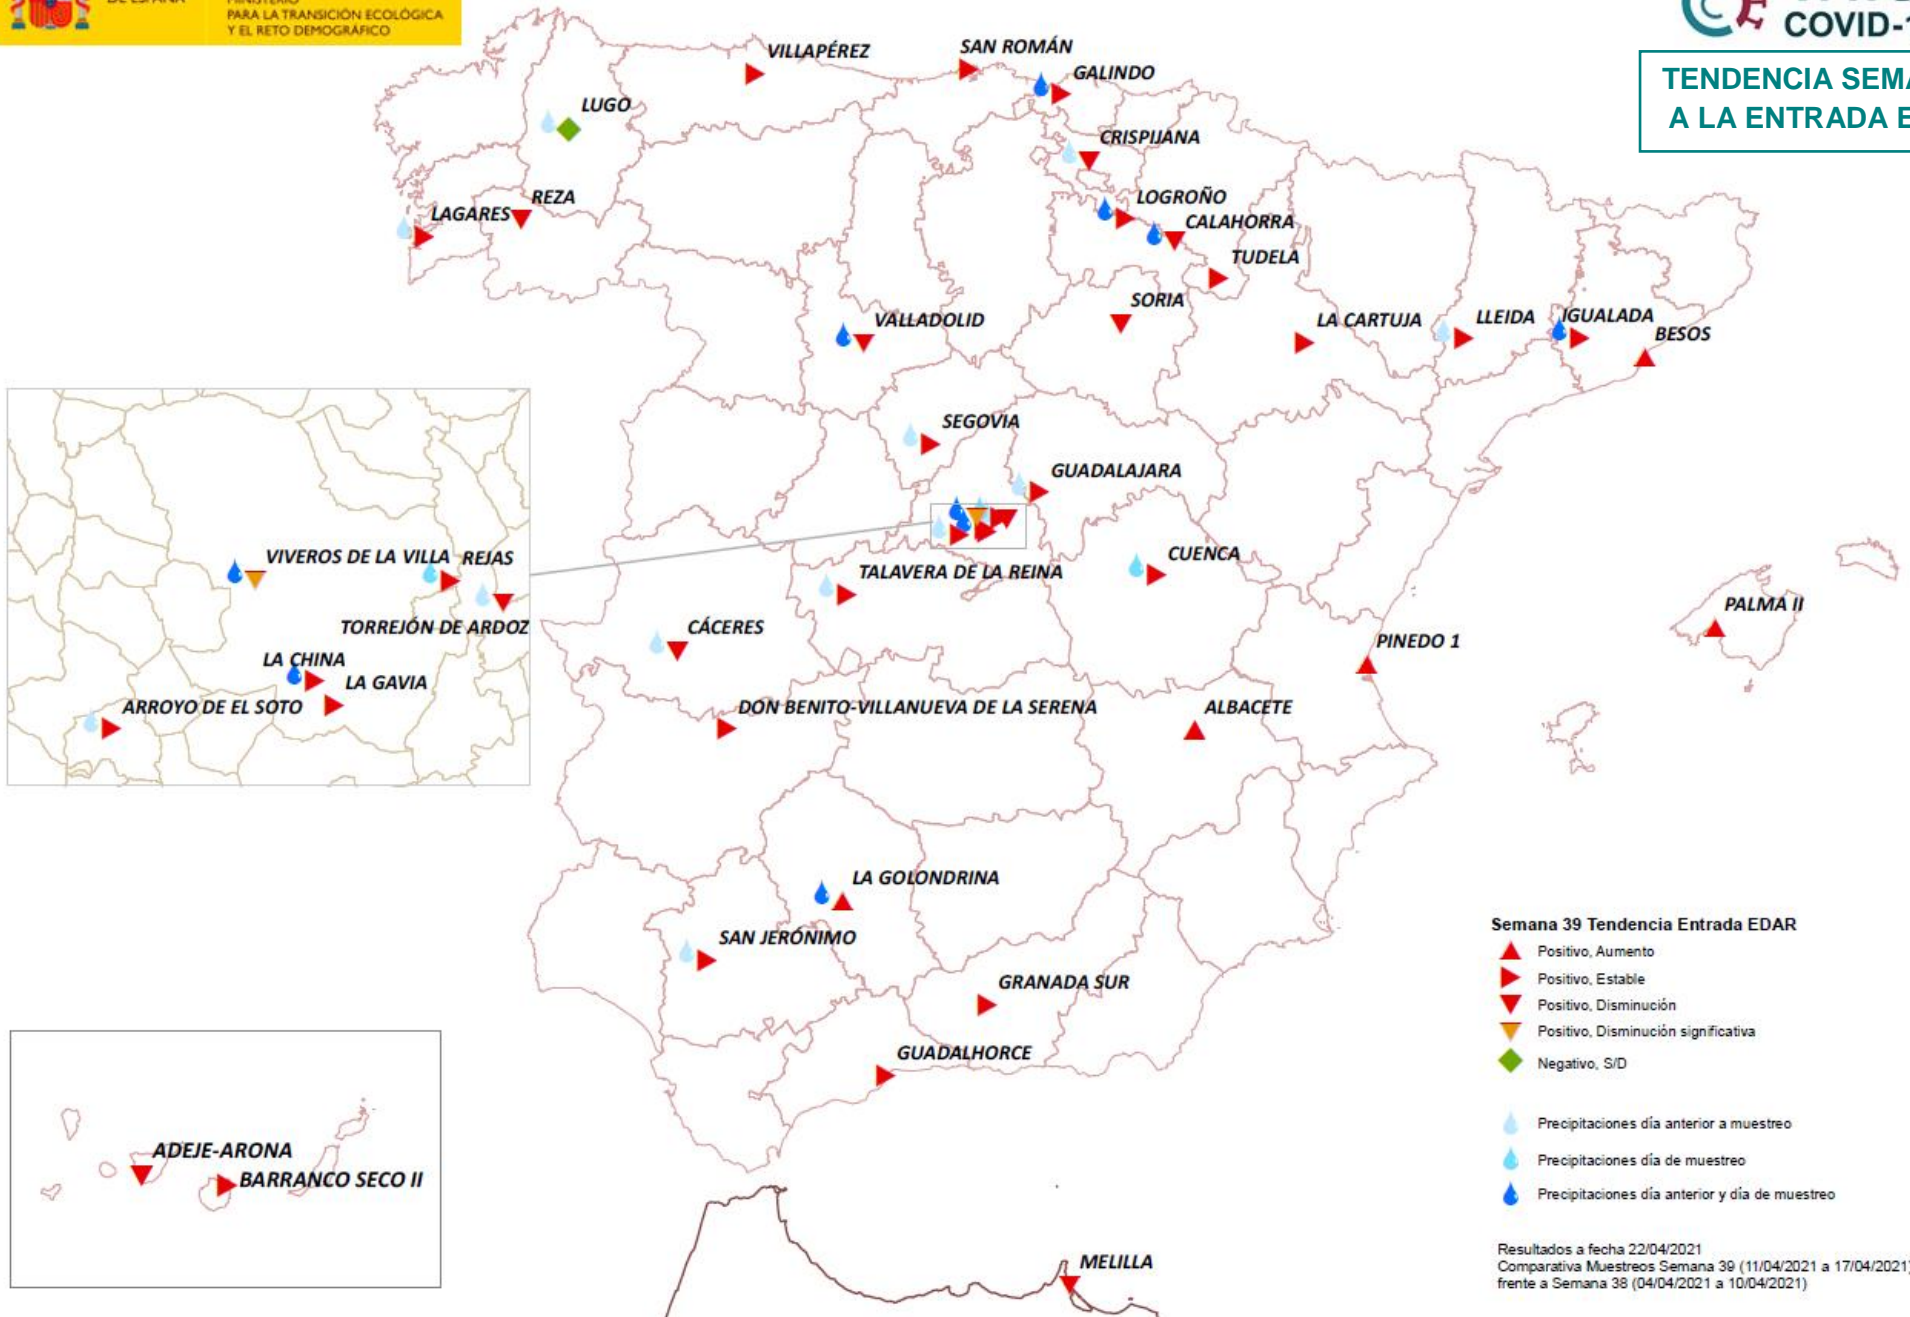 PARA LA TRANSICIÓN ECOLÓGICA
Y EL RETO DEMOGRÁFICO
COVID-1
TENDENCIA SEMA
A LA ENTRADA E
VILLAPÉREZ
SAN ROMÁN
GALINDO
LUGO
CRISPIJANA
REZA
LAGARES
LOGROÑO
CALAHORRA
TUDELA
SORIA
VALLADOLID
LA CARTUJA
LLEIDA
IGUALADA
BESOS
SEGOVIA
GUADALAJARA
VIVEROS DE LA VILLA
REJAS
TORREJÓN DE ARDOZ
LA CHINA
LA GAVIA
ARROYO DE EL SOTO
CUENCA
TALAVERA DE LA REINA
CÁCERES
PALMA II
PINEDO 1
DON BENITO-VILLANUEVA DE LA SERENA
ALBACETE
LA GOLONDRINA
SAN JERÓNIMO
GRANADA SUR
GUADALHORCE
ADEJE-ARONA
BARRANCO SECO II
MELILLA
Semana 39 Tendencia Entrada EDAR
Positivo, Aumento
Positivo, Estable
Positivo, Disminución
Positivo, Disminución significativa
Negativo, S/D
Precipitaciones día anterior a muestreo
Precipitaciones día de muestreo
Precipitaciones día anterior y día de muestreo
Resultados a fecha 22/04/2021
Comparativa Muestreos Semana 39 (11/04/2021 a 17/04/2021)
frente a Semana 38 (04/04/2021 a 10/04/2021)